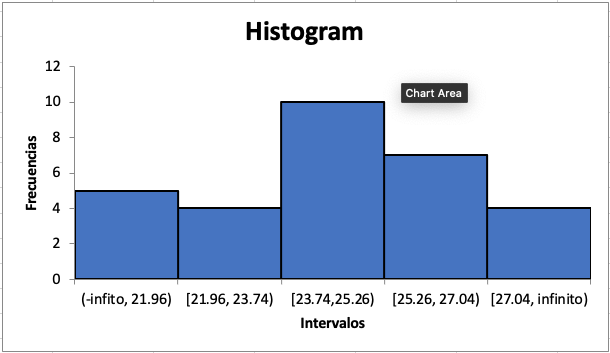 Histogram
Chart Area
Frecuencias
12
10
8
6
4
2
0
(-infito, 21.96)
[21.96, 23.74)
[23.74,25.26)
[25.26, 27.04)
[27.04, infinito)
Intervalos